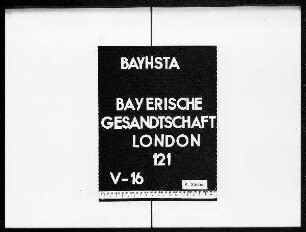 BAYHSTA
BAYERISCHE
GESANDTSCHAFT
LONDON
121
V-16